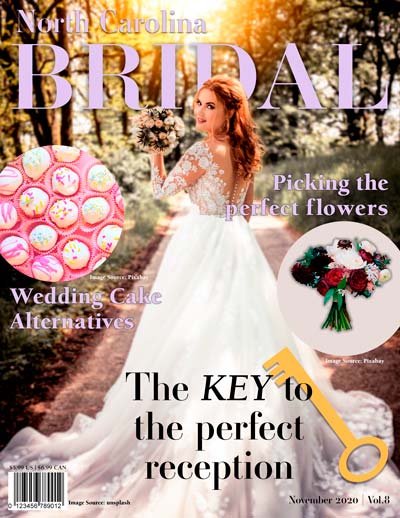 North Carolina
BRIDAL
Picking the
perfect flowers
Image Source: Pixabay
Wedding Cake
Alternatives
Image Source: Pixabay
The KEY to
the perfect
reception
$5.99 US | $6.99 CAN
0 123456 789012
Image Source: unsplash
November 2020 Vol.8